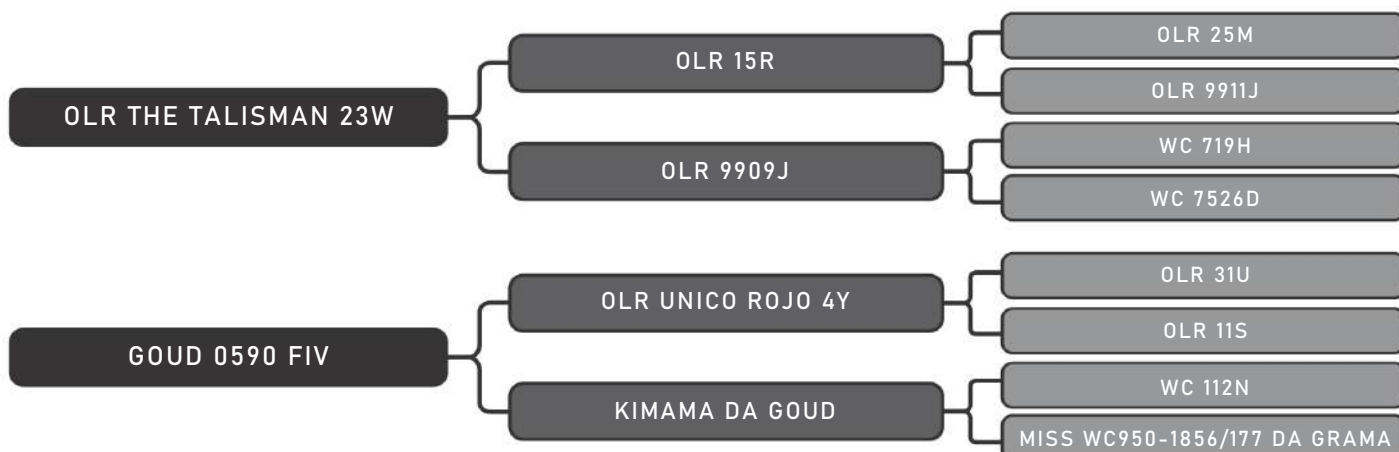 OLR THE TALISMAN 23W
OLR 15R
OLR 25M
OLR 9911J
OLR 9909J
WC 719H
WC 7526D
GOUD 0590 FIV
OLR UNICO ROJO 4Y
OLR 31U
OLR 11S
KIMAMA DA GOUD
WC 112N
MISS WC950-1856/177 DA GRAMA